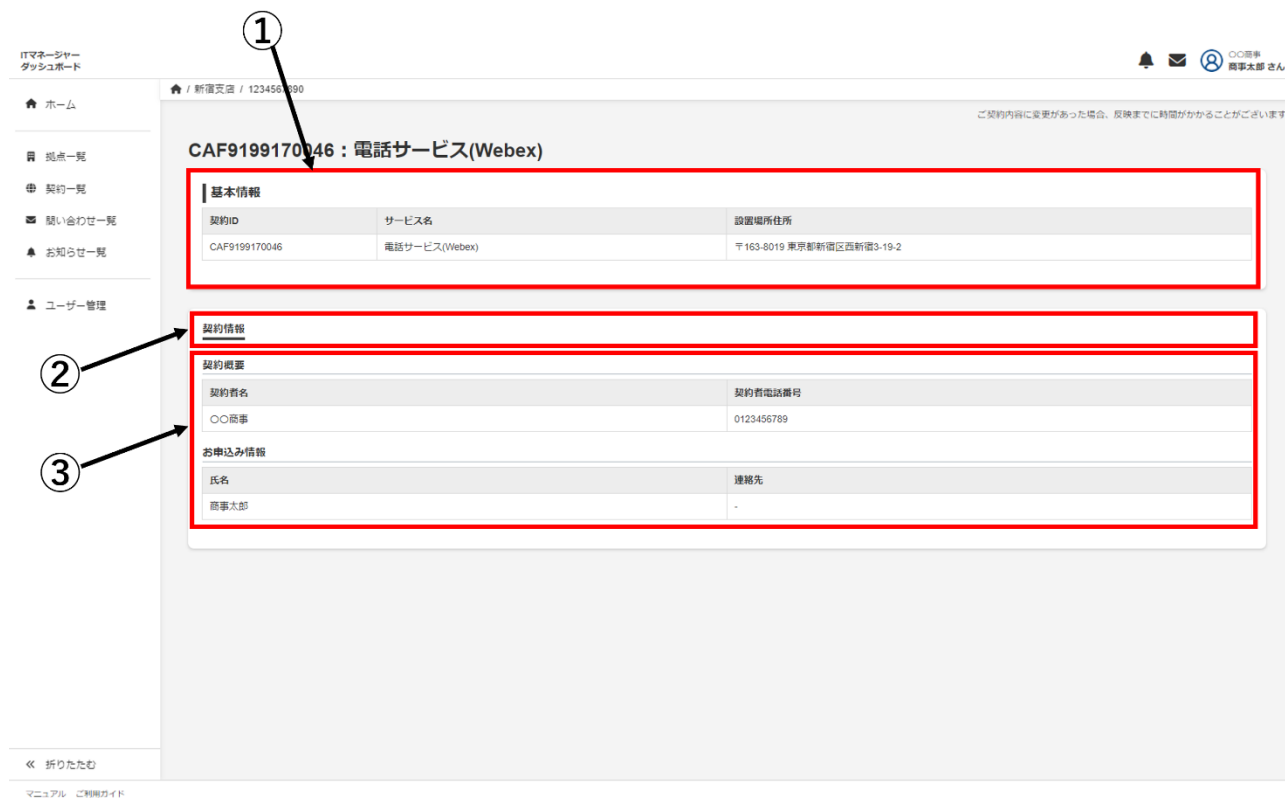 ①
ITマネージャー
ダッシュボード
〇〇商事
商事太郎 さん
/ 新宿支店 / 1234567890
ホーム
ご契約内容に変更があった場合、反映までに時間がかかることがございます
拠点一覧
契約一覧
問い合わせ一覧
お知らせ一覧
ユーザー管理
CAF9199170046：電話サービス(Webex)
基本情報
契約ID サービス名 設置場所住所
CAF9199170046 電話サービス(Webex) 〒163-8019 東京都新宿区西新宿3-19-2
契約情報
②
契約概要
契約者名 契約者電話番号
〇〇商事 0123456789
③
お申込み情報
氏名 連絡先
商事太郎 -
折りたたむ
マニュアル ご利用ガイド